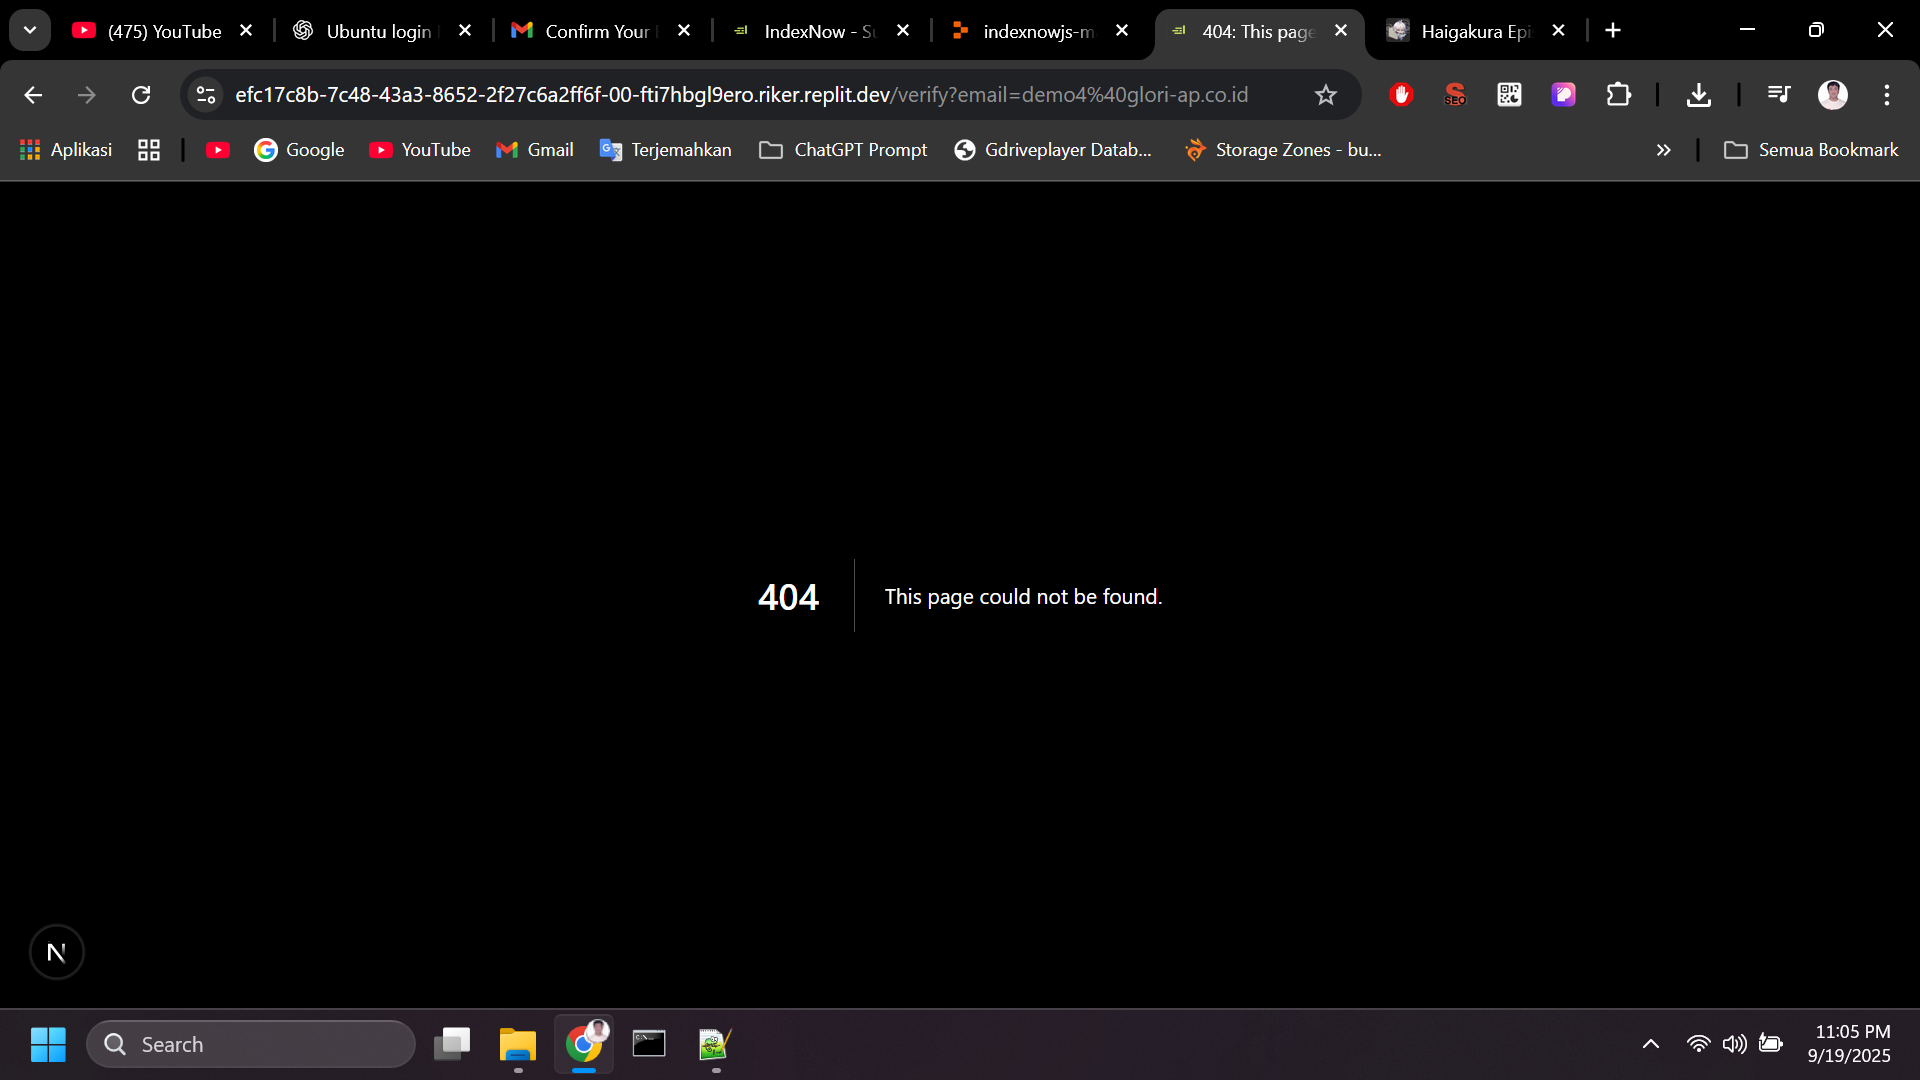 (475) YouTube
Ubuntu login
Confirm Your
IndexNow - Su
indexnowjs-m
404: This page
Haigakura Epi
efc17c8b-7c48-43a3-8652-2f27c6a2ff6f-00-fti7hbgl9ero.riker.replit.dev/verify?email=demo4%40glori-ap.co.id
SEO
Aplikasi
Google
YouTube
Gmail
Terjemahkan
ChatGPT Prompt
Gdriveplayer Datab...
Storage Zones - bu...
Semua Bookmark
404
This page could not be found.
N
Search
11:05 PM
9/19/2025